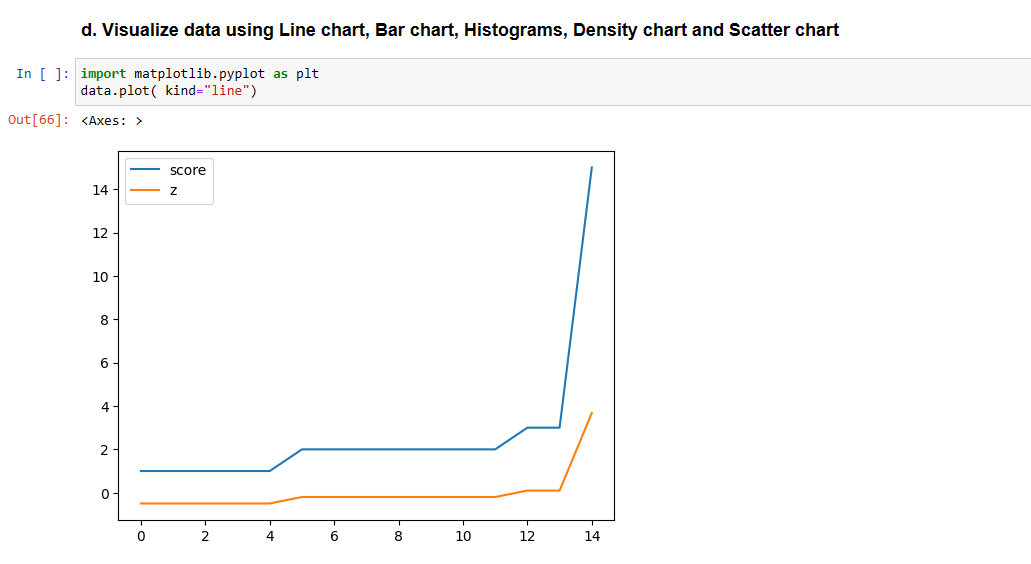 d. Visualize data using Line chart, Bar chart, Histograms, Density chart and Scatter chart
In [ ]: import matplotlib.pyplot as plt
data.plot( kind="line")
Out[66]: <Axes: >
score
z
14
12
10
8
6
4
2
0
0 2 4 6 8 10 12 14